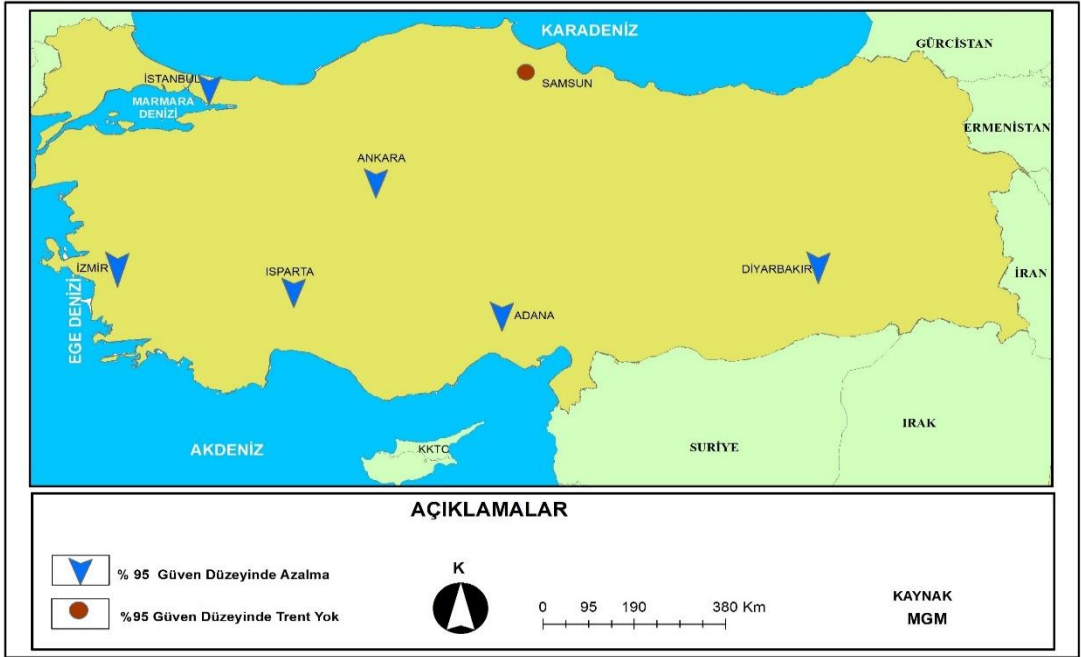 KARADENİZ
GÜRCİSTAN
İSTANBUL
SAMSUN
MARMARA
DENİZİ
ERMENİSTAN
ANKARA
İZMİR
ISPARTA
DİYARBAKIR
İRAN
EGE DENİZİ
ADANA
IRAK
AKDENİZ
KKTC
SURİYE
AÇIKLAMALAR
% 95 Güven Düzeyinde Azalma
%95 Güven Düzeyinde Trent Yok
K
0 95 190 380 Km
KAYNAK
MGM